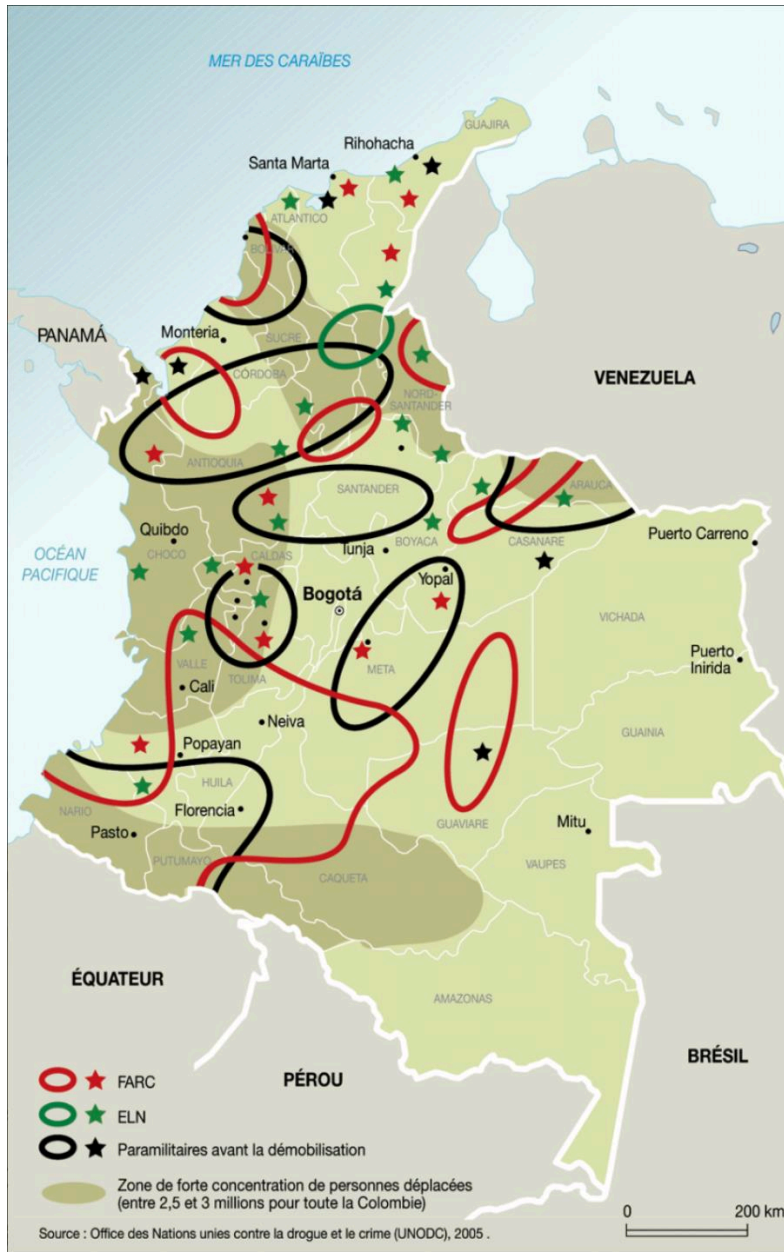 MER DES CARAÏBES
GUAJIRA
Rihohacha
Santa Marta
ATLANTICO
BOLIVAR
PANAMÁ
Monteria
SUCRE
CÓRDOBA
VENEZUELA
NORD-
SANTANDER
ANTIOQUIA
SANTANDER
ARAUCA
Quibdo
CHOCO
CALDAS
Tunja
BOYACA
CASANARE
Puerto Carreno
OCÉAN
PACIFIQUE
Bogotá
Yopal
VICHADA
VALLE
TOLIMA
META
Puerto
Inirida
Cali
Neiva
GUAINIA
Popayan
HUILA
NARIO
Florencia
GUAVIARE
Mitu
Pasto
PUTUMAYO
CAQUETA
VAUPES
ÉQUATEUR
AMAZONAS
BRÉSIL
PÉROU
FARC
ELN
Paramilitaires avant la démobilisation
Zone de forte concentration de personnes déplacées
(entre 2,5 et 3 millions pour toute la Colombie)
0 200 km
Source : Office des Nations unies contre la drogue et le crime (UNODC), 2005 .